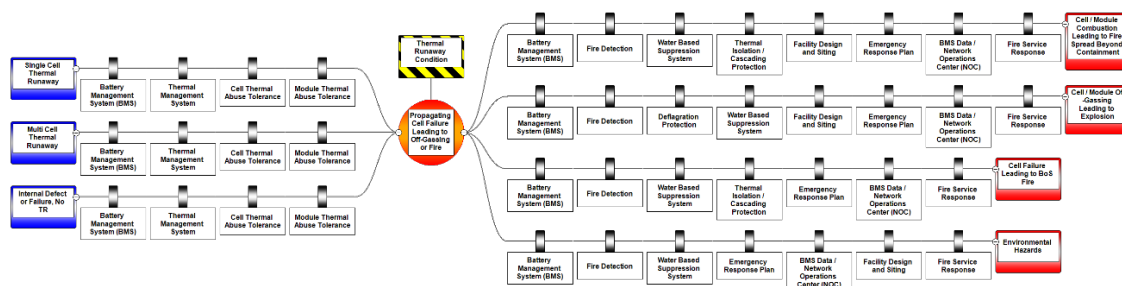 Single Cell
Thermal
Runaway
Battery
Management
System (BMS)
Thermal
Management
System
Cell Thermal
Abuse Tolerance
Module Thermal
Abuse Tolerance
Multi Cell
Thermal
Runaway
Battery
Management
System (BMS)
Thermal
Management
System
Cell Thermal
Abuse Tolerance
Module Thermal
Abuse Tolerance
Internal Defect
or Failure, No
TR
Battery
Management
System (BMS)
Thermal
Management
System
Cell Thermal
Abuse Tolerance
Module Thermal
Abuse Tolerance
Thermal
Runaway
Condition
Propagating
Cell Failure
Leading to
Off-Gassing
or Fire
Battery
Management
System (BMS)
Fire Detection
Water Based
Suppression
System
Thermal
Isolation /
Cascading
Protection
Facility Design
and Siting
Emergency
Response Plan
BMS Data /
Network
Operations
Center (NOC)
Fire Service
Response
Cell / Module
Combustion
Leading to Fire
Spread Beyond
Containment
Battery
Management
System (BMS)
Fire Detection
Deflagration
Protection
Water Based
Suppression
System
Facility Design
and Siting
Emergency
Response Plan
BMS Data /
Network
Operations
Center (NOC)
Fire Service
Response
Cell / Module Off
-Gassing
Leading to
Explosion
Battery
Management
System (BMS)
Fire Detection
Water Based
Suppression
System
Thermal
Isolation /
Cascading
Protection
Emergency
Response Plan
BMS Data /
Network
Operations
Center (NOC)
Fire Service
Response
Cell Failure
Leading to BoS
Fire
Battery
Management
System (BMS)
Fire Detection
Water Based
Suppression
System
Emergency
Response Plan
BMS Data /
Network
Operations
Center (NOC)
Facility Design
and Siting
Fire Service
Response
Environmental
Hazards